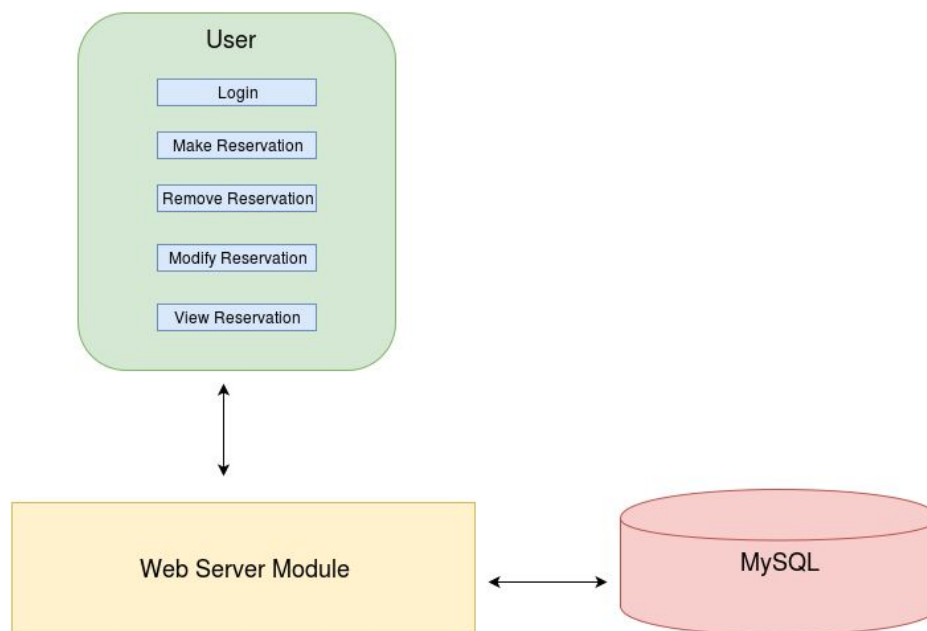 User
Login
Make Reservation
Remove Reservation
Modify Reservation
View Reservation
Web Server Module
MySQL